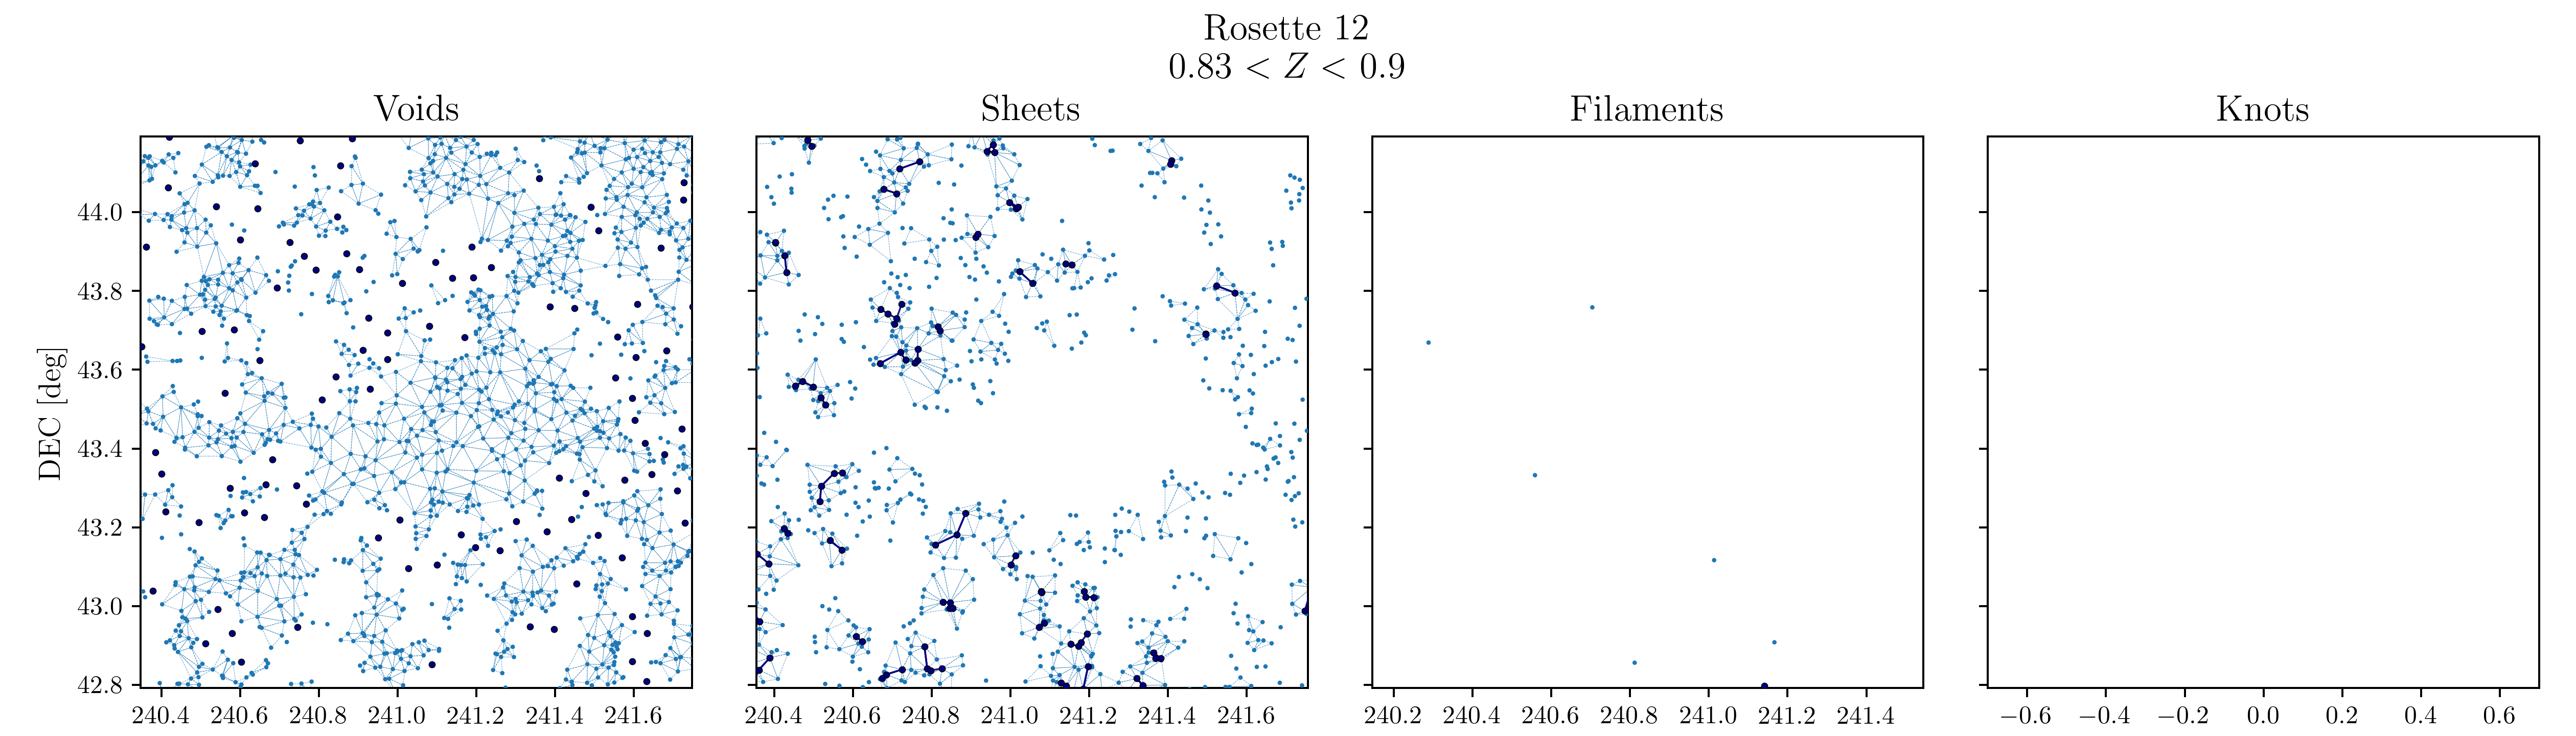 Rosette 12
0.83 < Z < 0.9
Voids
Sheets
Filaments
Knots
DEC [deg]
44.0
43.8
43.6
43.4
43.2
43.0
42.8
240.4 240.6 240.8 241.0 241.2 241.4 241.6
240.4 240.6 240.8 241.0 241.2 241.4 241.6
240.2 240.4 240.6 240.8 241.0 241.2 241.4
−0.6 −0.4 −0.2 0.0 0.2 0.4 0.6